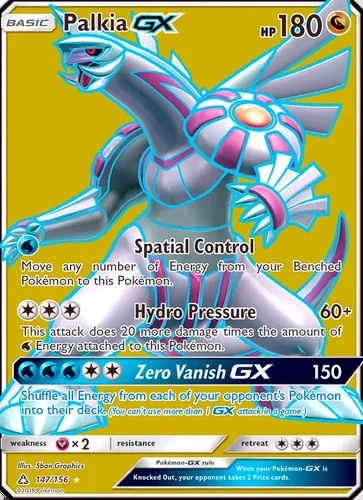 BASIC Palkia GX HP 180
Spatial Control
Move any number of Energy from your Benched
Pokémon to this Pokémon.
Hydro Pressure 60+
This attack does 20 more damage times the amount of
Energy attached to this Pokémon.
Zero Vanish GX 150
Shuffle all Energy from each of your opponent's Pokémon
into their deck. (You can't use more than 1 GX attack in a game.)
weakness ×2 resistance retreat
Illus. 5ban Graphics
Pokémon-GX rule
147/156
When your Pokémon-GX is
Knocked Out, your opponent takes 2 Prize cards.
©2018 Pokémon